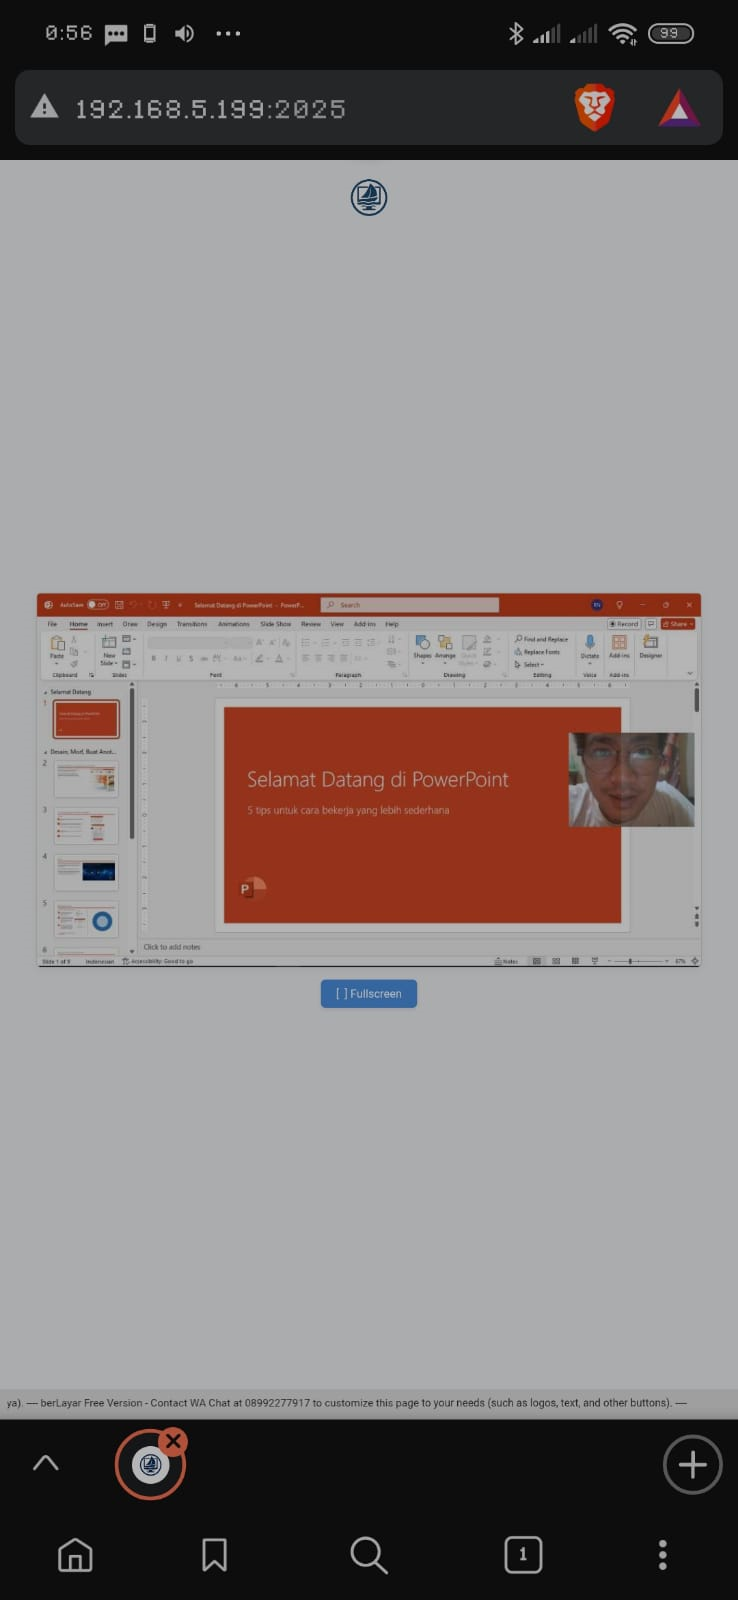 0:56
99
192.168.5.199:2025
AutoSave Off Selamat Datang di PowerPoint - PowerP... Search
File Home Insert Draw Design Transitions Animations Slide Show Review View Add-ins Help Record Share
Paste New Slide Shapes Arrange Find and Replace Replace Fonts Select Dictate Add-ins Designer
Clipboard Slides Font Paragraph Drawing Editing Voice Add-ins
Selamat Datang
1
Desain, Morf, Buat Anot...
2
3
4
5
6
Selamat Datang di PowerPoint
5 tips untuk cara bekerja yang lebih sederhana
P
Click to add notes
Slide 1 of 9 Indonesian Accessibility: Good to go Notes 67%
[ ] Fullscreen
ya). — berLayar Free Version - Contact WA Chat at 08992277917 to customize this page to your needs (such as logos, text, and other buttons). —
1